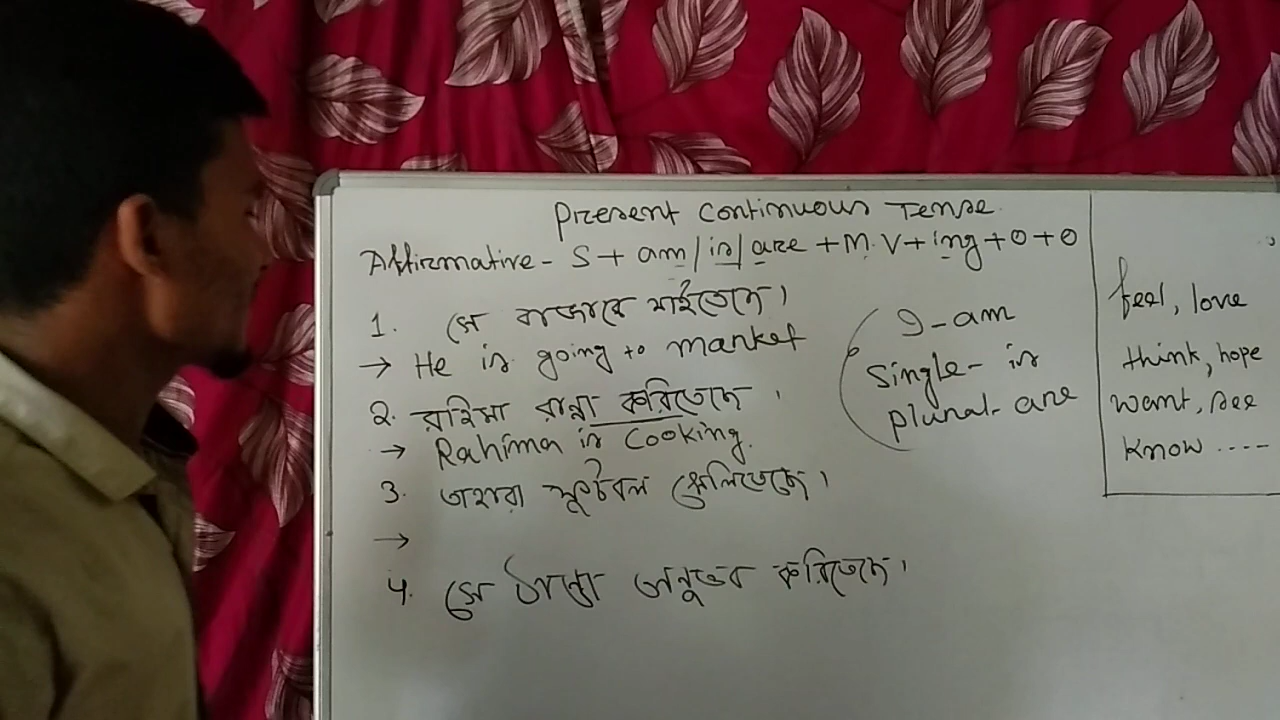 Present Continuous Tense
Affirmative - S + am/is/are + M.V + ing + O + O
1. সে বাজারে যাইতেছে।
→ He is going to market
2. রহিমা রান্না করিতেছে।
→ Rahima is cooking.
3. তাহারা ফুটবল খেলিতেছে।
→
4. সে ঠান্ডা অনুভব করিতেছে।
I - am
Single - is
plural - are
feel, love
think, hope
want, see
know ----